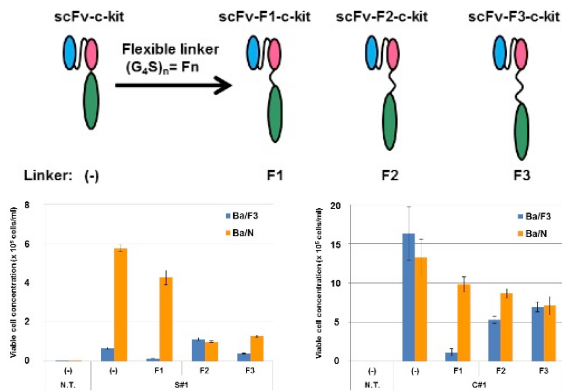 scFv-c-kit
scFv-F1-c-kit
scFv-F2-c-kit
scFv-F3-c-kit
Flexible linker
(G₄S)ₙ= Fn
Linker: (-)
F1
F2
F3
Viable cell concentration (× 10⁵ cells/ml)
8
6
4
2
0
Ba/F3
Ba/N
(-)
(-)
F1
F2
F3
N.T.
S#1
Viable cell concentration (× 10⁵ cells/ml)
20
15
10
5
0
Ba/F3
Ba/N
(-)
(-)
F1
F2
F3
N.T.
C#1